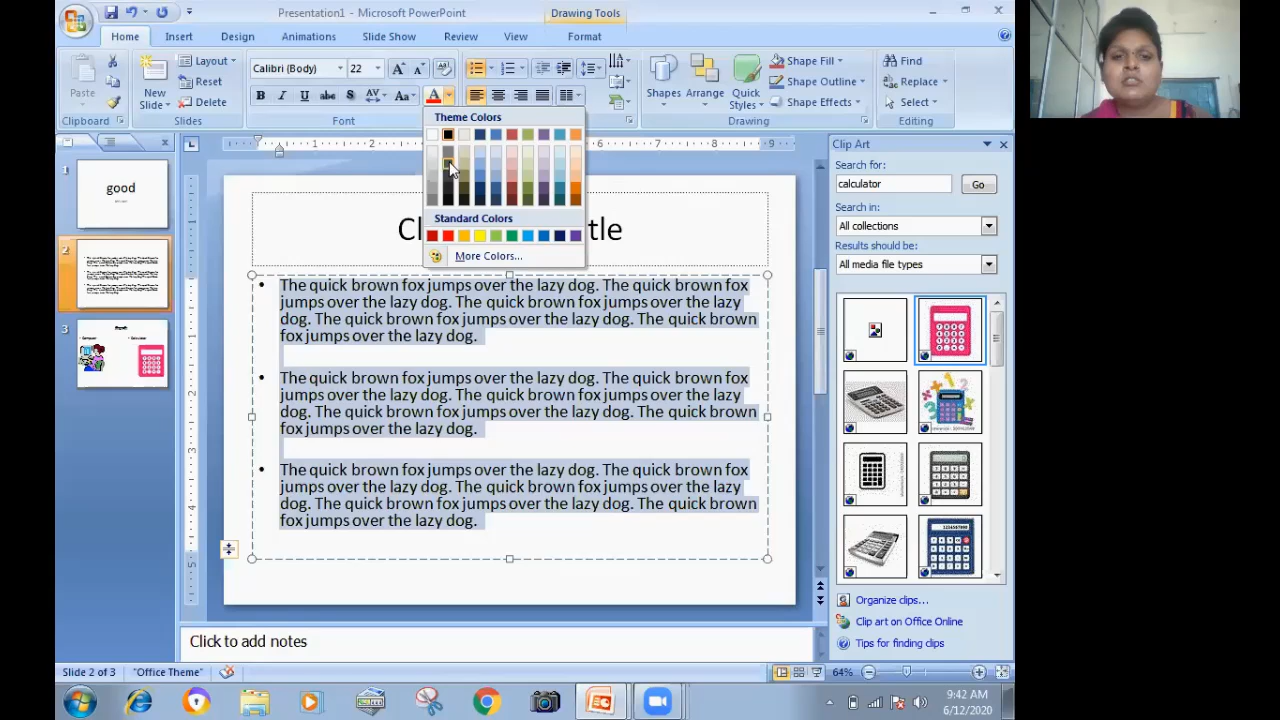 Presentation1 - Microsoft PowerPoint
Drawing Tools
Home Insert Design Animations Slide Show Review View Format
Paste
Clipboard
New Slide
Layout
Reset
Delete
Slides
Calibri (Body) 22
B I U abc S AV Aa A
Font
Shapes
Arrange
Quick Styles
Shape Fill
Shape Outline
Shape Effects
Drawing
Find
Replace
Select
Editing
Theme Colors
Standard Colors
More Colors...
1
good
2
3
Cl
tle
• The quick brown fox jumps over the lazy dog. The quick brown fox
jumps over the lazy dog. The quick brown fox jumps over the lazy
dog. The quick brown fox jumps over the lazy dog. The quick brown
fox jumps over the lazy dog.
• The quick brown fox jumps over the lazy dog. The quick brown fox
jumps over the lazy dog. The quick brown fox jumps over the lazy
dog. The quick brown fox jumps over the lazy dog. The quick brown
fox jumps over the lazy dog.
• The quick brown fox jumps over the lazy dog. The quick brown fox
jumps over the lazy dog. The quick brown fox jumps over the lazy
dog. The quick brown fox jumps over the lazy dog. The quick brown
fox jumps over the lazy dog.
Click to add notes
Clip Art
Search for:
calculator Go
Search in:
All collections
Results should be:
All media file types
Organize clips...
Clip art on Office Online
Tips for finding clips
Slide 2 of 3 "Office Theme" 64%
9:42 AM
6/12/2020